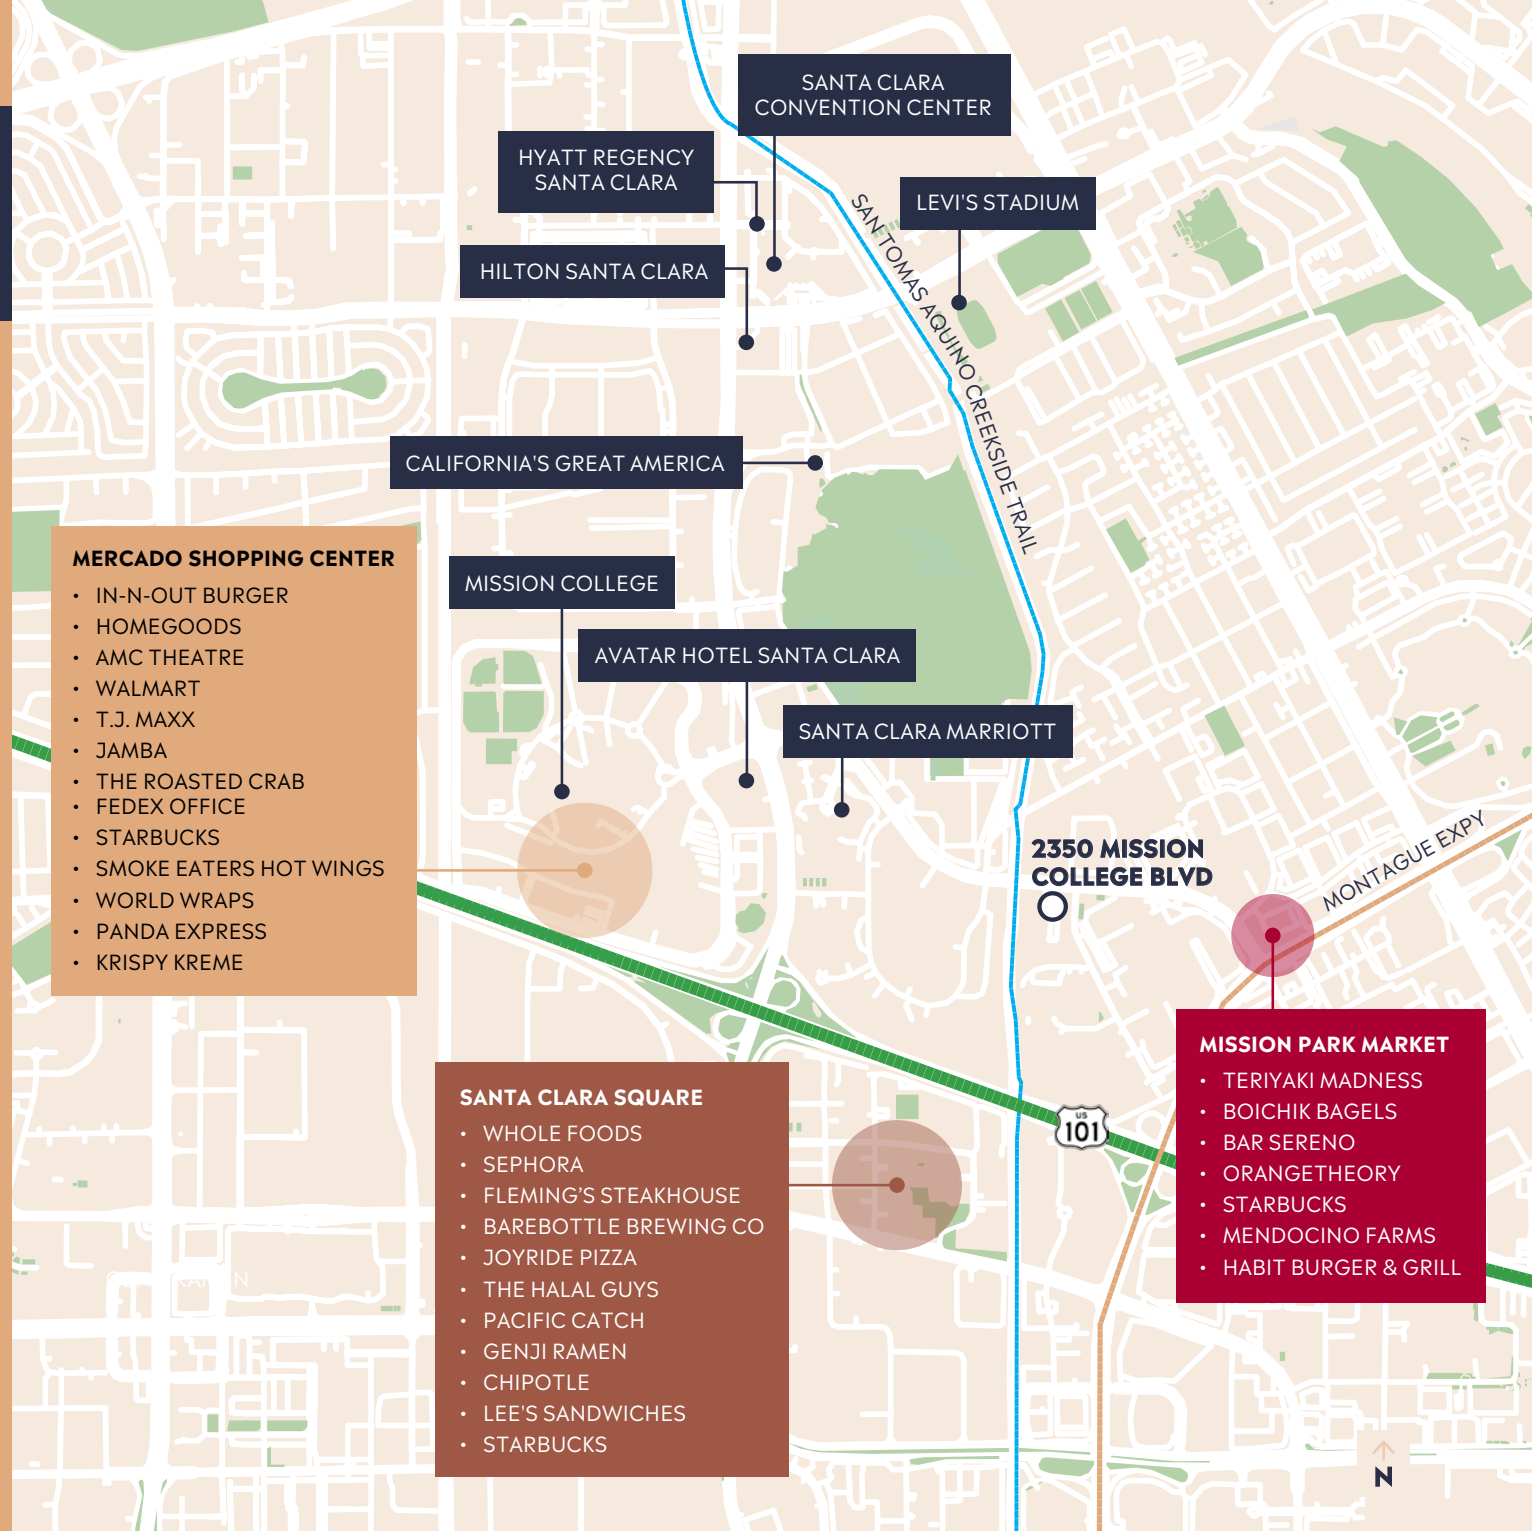 SANTA CLARA
CONVENTION CENTER
HYATT REGENCY
SANTA CLARA
LEVI'S STADIUM
HILTON SANTA CLARA
SAN TOMAS AQUINO CREEKSIDE TRAIL
CALIFORNIA'S GREAT AMERICA
MISSION COLLEGE
AVATAR HOTEL SANTA CLARA
SANTA CLARA MARRIOTT
MERCADO SHOPPING CENTER
• IN-N-OUT BURGER
• HOMEGOODS
• AMC THEATRE
• WALMART
• T.J. MAXX
• JAMBA
• THE ROASTED CRAB
• FEDEX OFFICE
• STARBUCKS
• SMOKE EATERS HOT WINGS
• WORLD WRAPS
• PANDA EXPRESS
• KRISPY KREME
2350 MISSION
COLLEGE BLVD
MONTAGUE EXPY
MISSION PARK MARKET
• TERIYAKI MADNESS
• BOICHIK BAGELS
• BAR SERENO
• ORANGETHEORY
• STARBUCKS
• MENDOCINO FARMS
• HABIT BURGER & GRILL
US
101
SANTA CLARA SQUARE
• WHOLE FOODS
• SEPHORA
• FLEMING’S STEAKHOUSE
• BAREBOTTLE BREWING CO
• JOYRIDE PIZZA
• THE HALAL GUYS
• PACIFIC CATCH
• GENJI RAMEN
• CHIPOTLE
• LEE'S SANDWICHES
• STARBUCKS
N